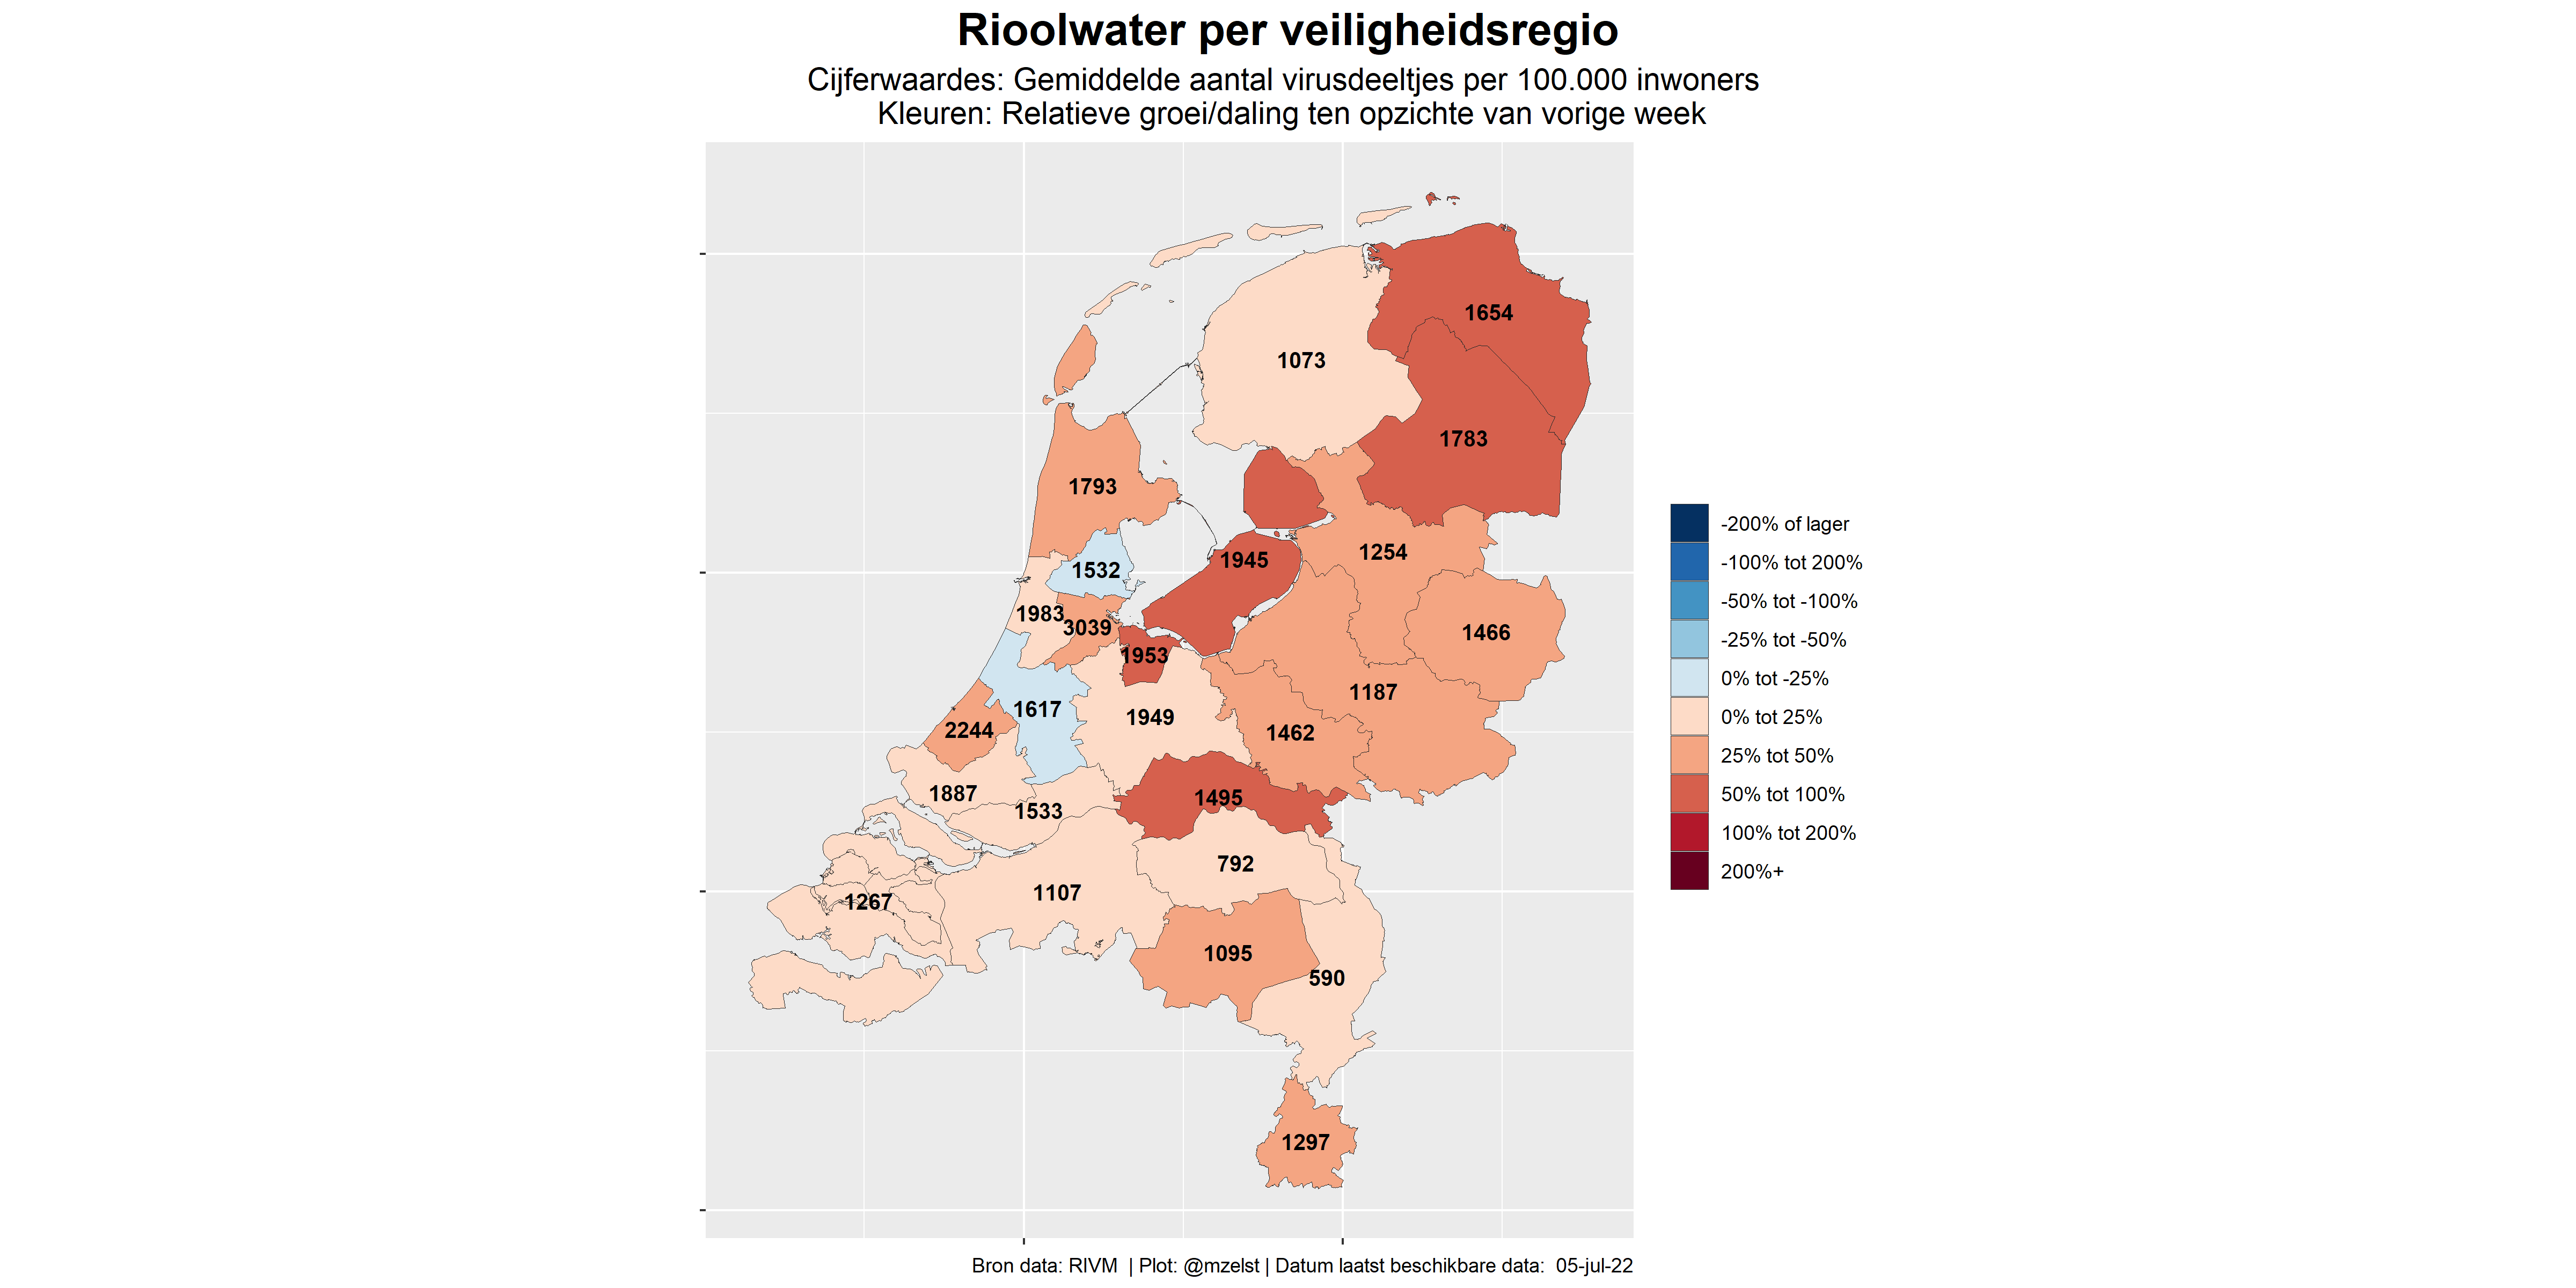 Rioolwater per veiligheidsregio
Cijferwaardes: Gemiddelde aantal virusdeeltjes per 100.000 inwoners
Kleuren: Relatieve groei/daling ten opzichte van vorige week
1654
1073
1783
1793
1254
1945
1532
1983
3039
1466
1953
1187
1617
1949
2244
1462
1887
1495
1533
792
1107
1267
1095
590
1297
-200% of lager
-100% tot 200%
-50% tot -100%
-25% tot -50%
0% tot -25%
0% tot 25%
25% tot 50%
50% tot 100%
100% tot 200%
200%+
Bron data: RIVM | Plot: @mzelst | Datum laatst beschikbare data: 05-jul-22